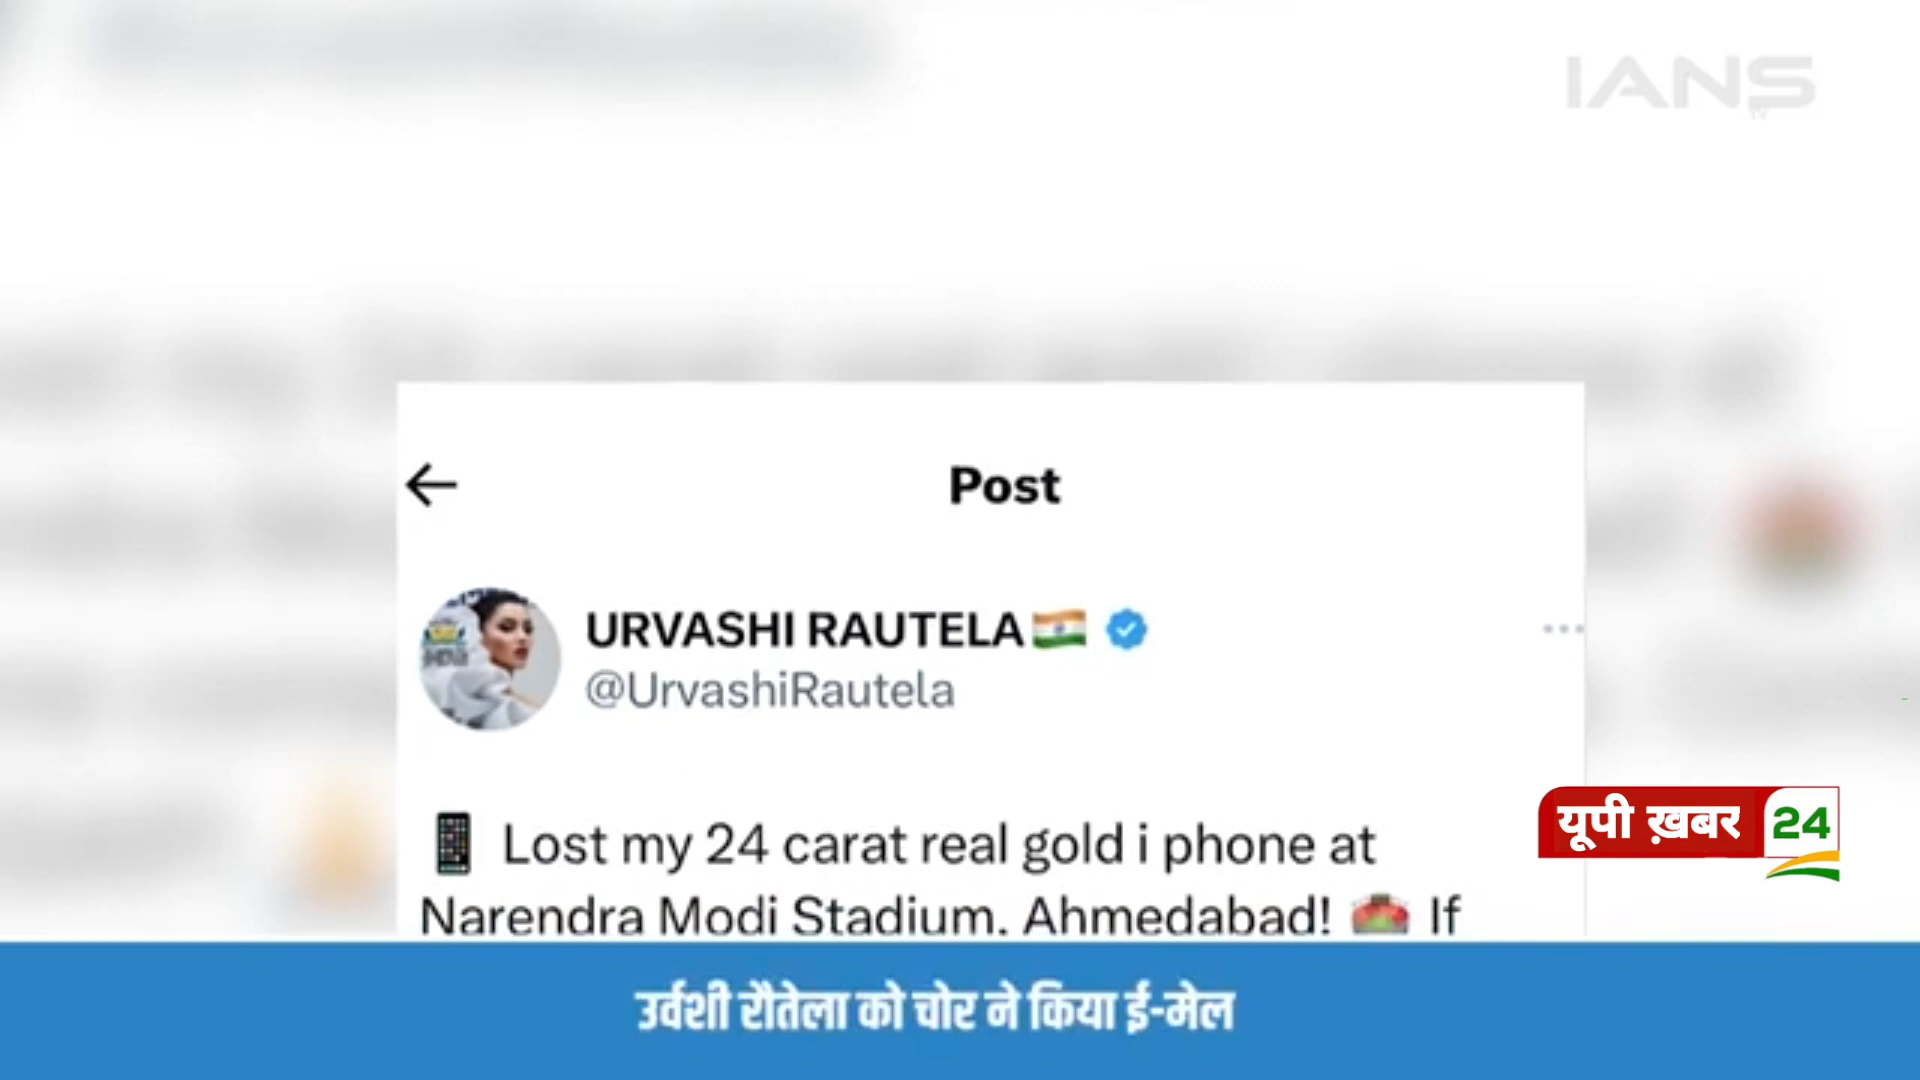 IANS
TV
Post
URVASHI RAUTELA🇮🇳
@UrvashiRautela
📱 Lost my 24 carat real gold i phone at
Narendra Modi Stadium, Ahmedabad! 🏟️ If
यूपी ख़बर 24
उर्वशी रौतेला को चोर ने किया ई-मेल